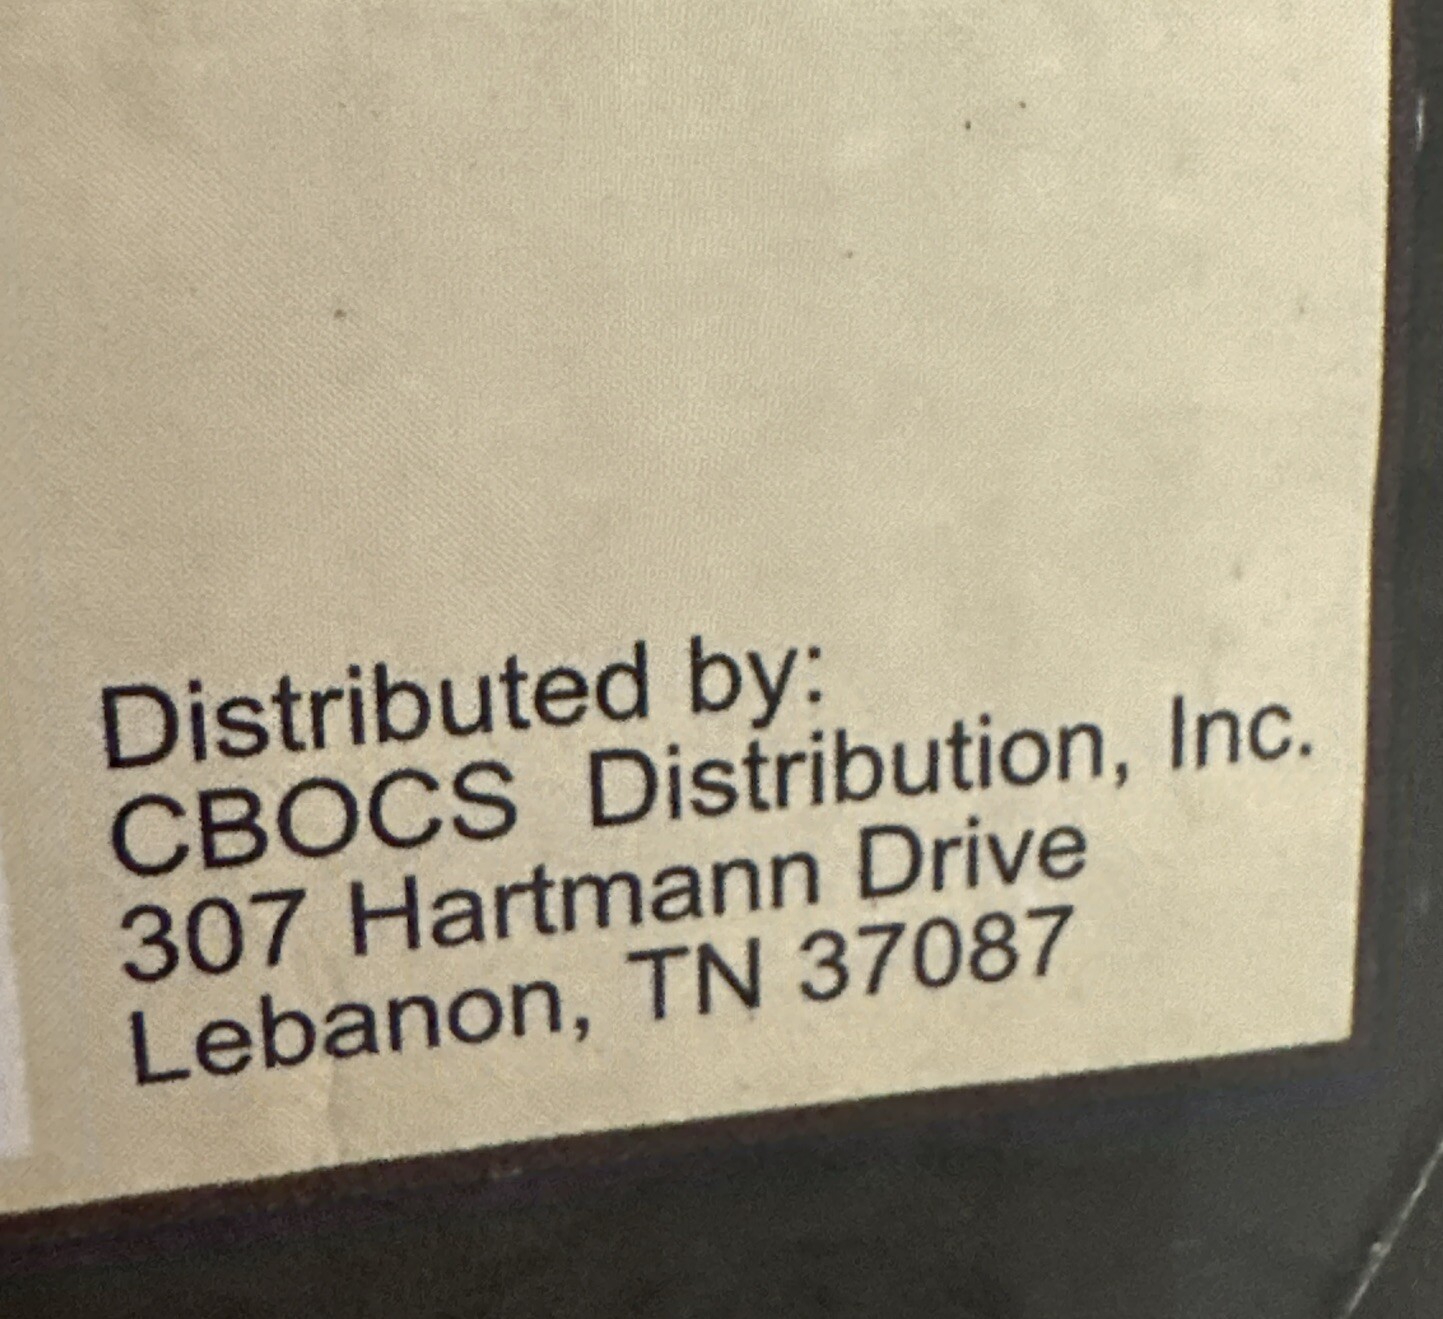 Distributed by:
CBOCS Distribution, Inc.
307 Hartmann Drive
Lebanon, TN 37087